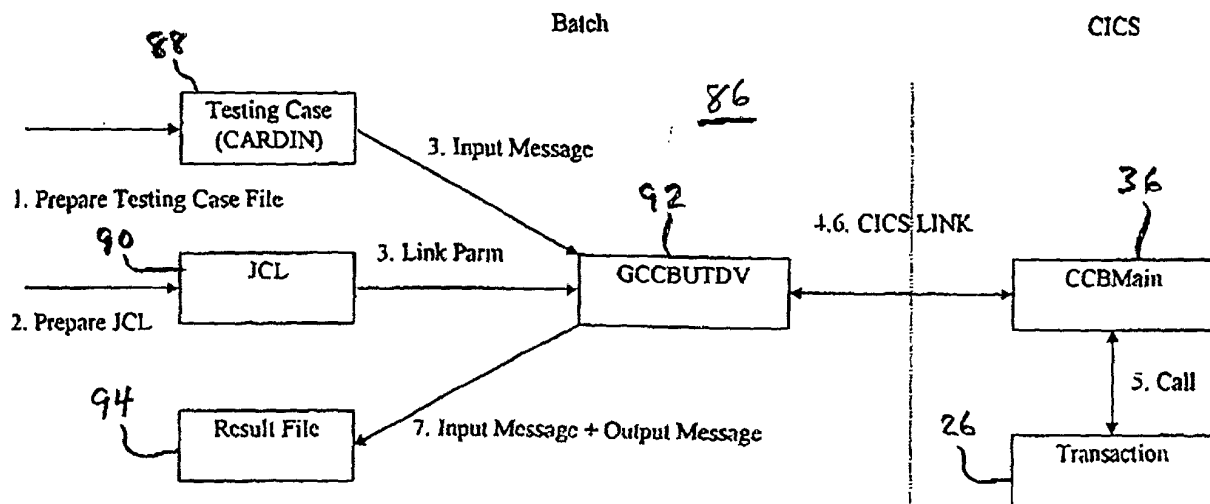 Batch
CICS
88
Testing Case
(CARDIN)
86
3. Input Message
1. Prepare Testing Case File
92
36
4.6. CICS LINK
90
JCL
3. Link Parm
GCCBUTDV
CCBMain
2. Prepare JCL
5. Call
94
Result File
7. Input Message + Output Message
26
Transaction